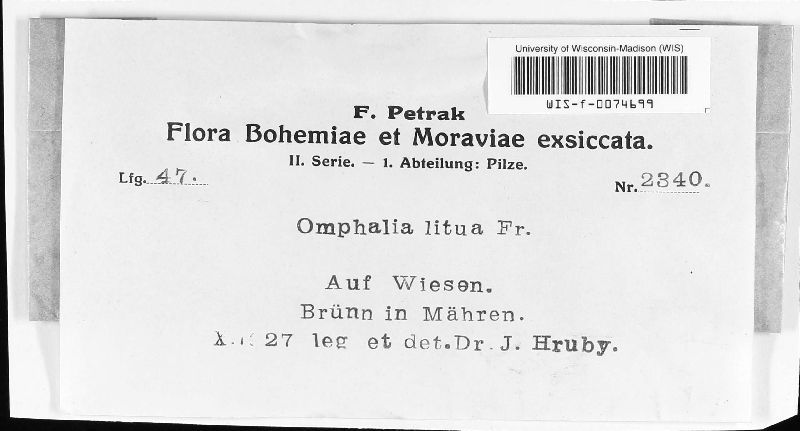 University of Wisconsin-Madison (WIS)
WIS-f-0074699
F. Petrak
Flora Bohemiae et Moraviae exsiccata.
II. Serie. — 1. Abteilung: Pilze.
Lfg. 47.
Nr. 2340.
Omphalia litua Fr.
Auf Wiesen.
Brünn in Mähren.
X. 27 leg et det. Dr. J. Hruby.